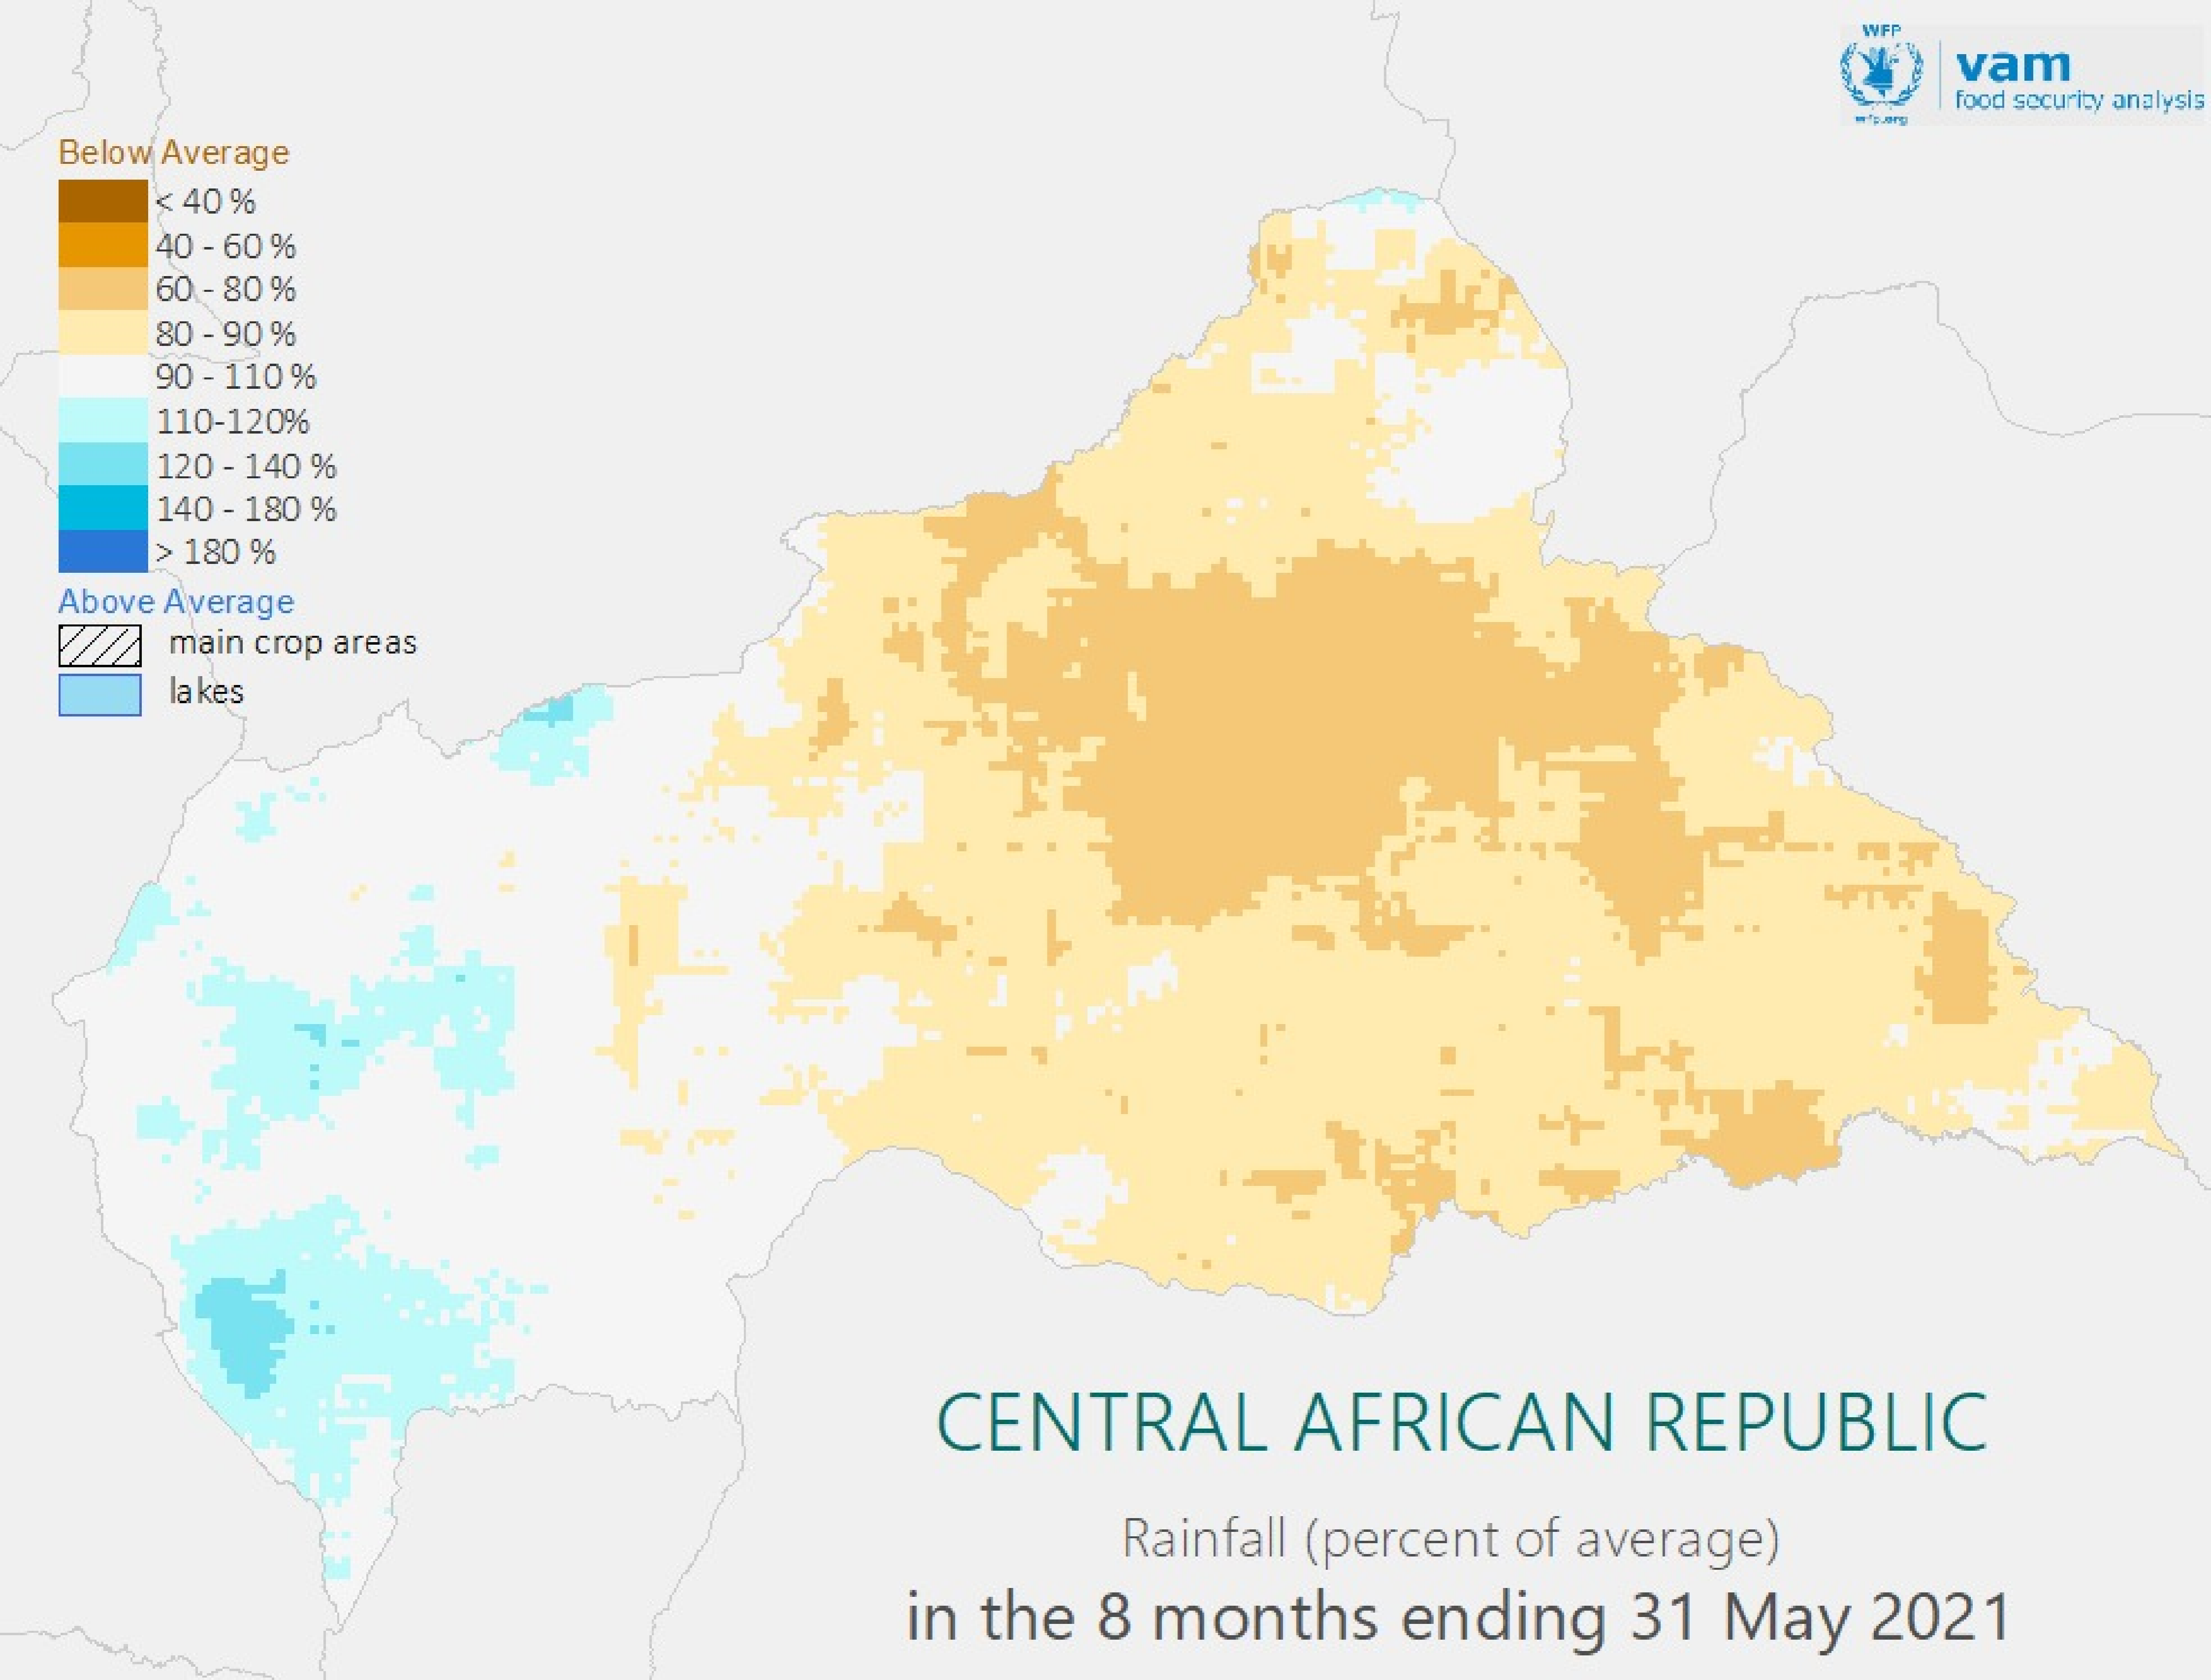 WFP
vam
food security analysis
wfp.org
Below Average
< 40 %
40 - 60 %
60 - 80 %
80 - 90 %
90 - 110 %
110-120%
120 - 140 %
140 - 180 %
> 180 %
Above Average
main crop areas
lakes
CENTRAL AFRICAN REPUBLIC
Rainfall (percent of average)
in the 8 months ending 31 May 2021